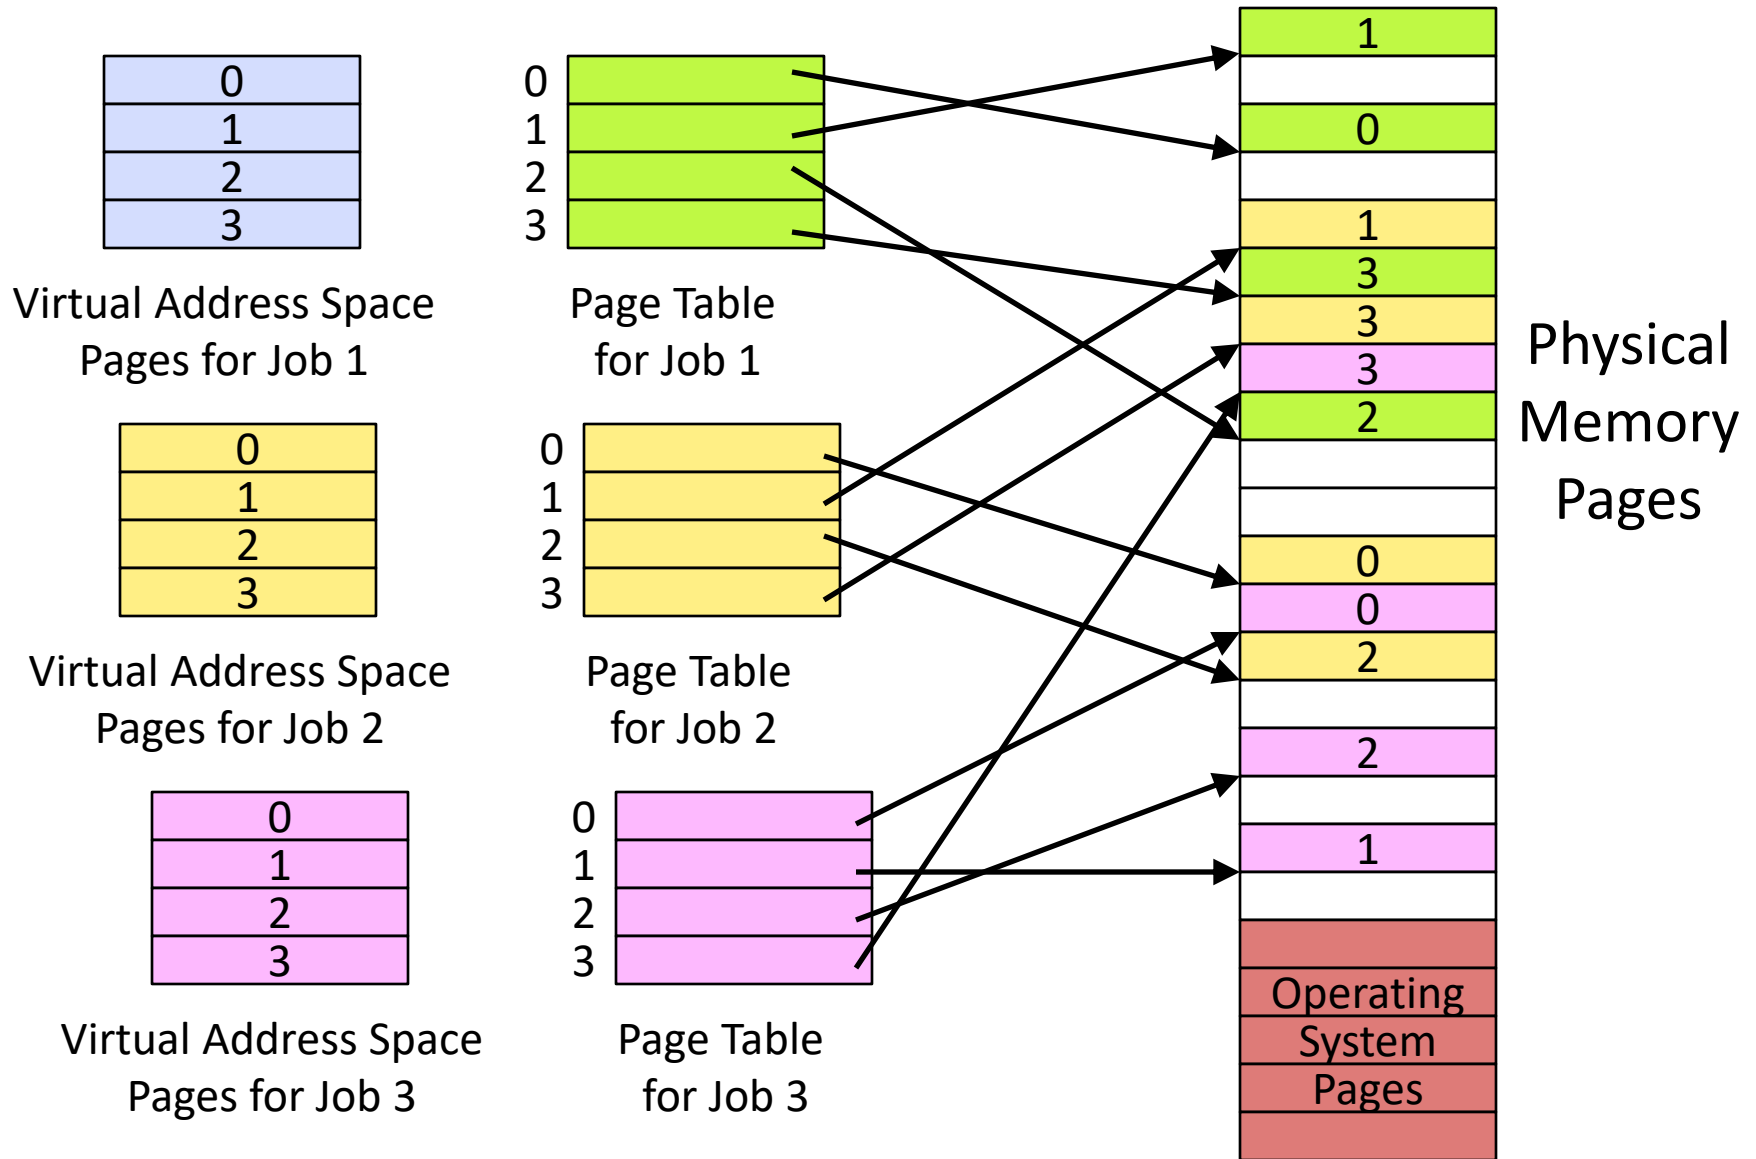 0
1
2
3
Virtual Address Space
Pages for Job 1
0
1
2
3
Page Table
for Job 1
0
1
2
3
Virtual Address Space
Pages for Job 2
0
1
2
3
Page Table
for Job 2
0
1
2
3
Virtual Address Space
Pages for Job 3
0
1
2
3
Page Table
for Job 3
1
0
1
3
3
3
2
0
0
2
2
1
Operating
System
Pages
Physical
Memory
Pages